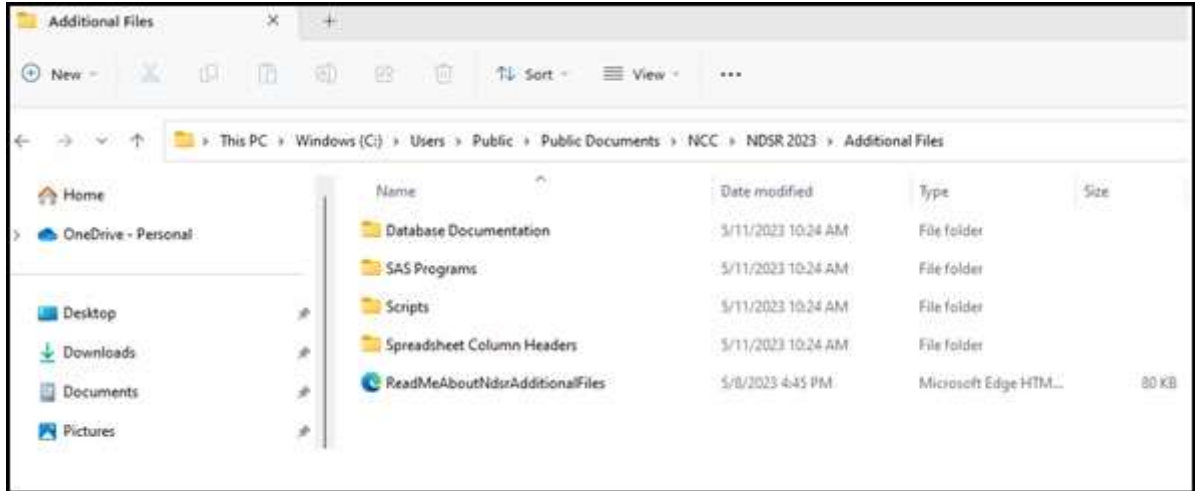 Additional Files
New Sort View ...
This PC > Windows (C:) > Users > Public > Public Documents > NCC > NDSR 2023 > Additional Files
Home Name Date modified Type Size
Database Documentation 5/11/2023 10:24 AM File folder
OneDrive - Personal
SAS Programs 5/11/2023 10:24 AM File folder
Desktop Scripts 5/11/2023 10:24 AM File folder
Downloads Spreadsheet Column Headers 5/11/2023 10:24 AM File folder
Documents ReadMeAboutNdsrAdditionalFiles 5/8/2023 4:45 PM Microsoft Edge HTM... 80 KB
Pictures